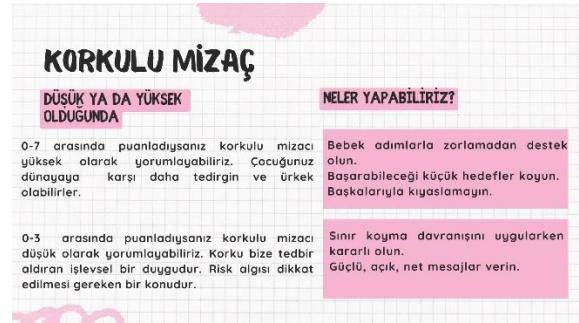 KORKULU MİZAÇ
DÜŞÜK YA DA YÜKSEK
OLDUĞUNDA
0-7 arasında puanladıysanız korkulu mizacı
yüksek olarak yorumlayabiliriz. Çocuğunuz
dünayaya karşı daha tedirgin ve ürkek
olabilirler.
0-3 arasında puanladıysanız korkulu mizacı
düşük olarak yorumlayabiliriz. Korku bize tedbir
aldıran işlevsel bir duygudur. Risk algısı dikkat
edilmesi gereken bir konudur.
NELER YAPABİLİRİZ?
Bebek adımlarla zorlamadan destek
olun.
Başarabileceği küçük hedefler koyun.
Başkalarıyla kıyaslamayın.
Sınır koyma davranışını uygularken
kararlı olun.
Güçlü, açık, net mesajlar verin.